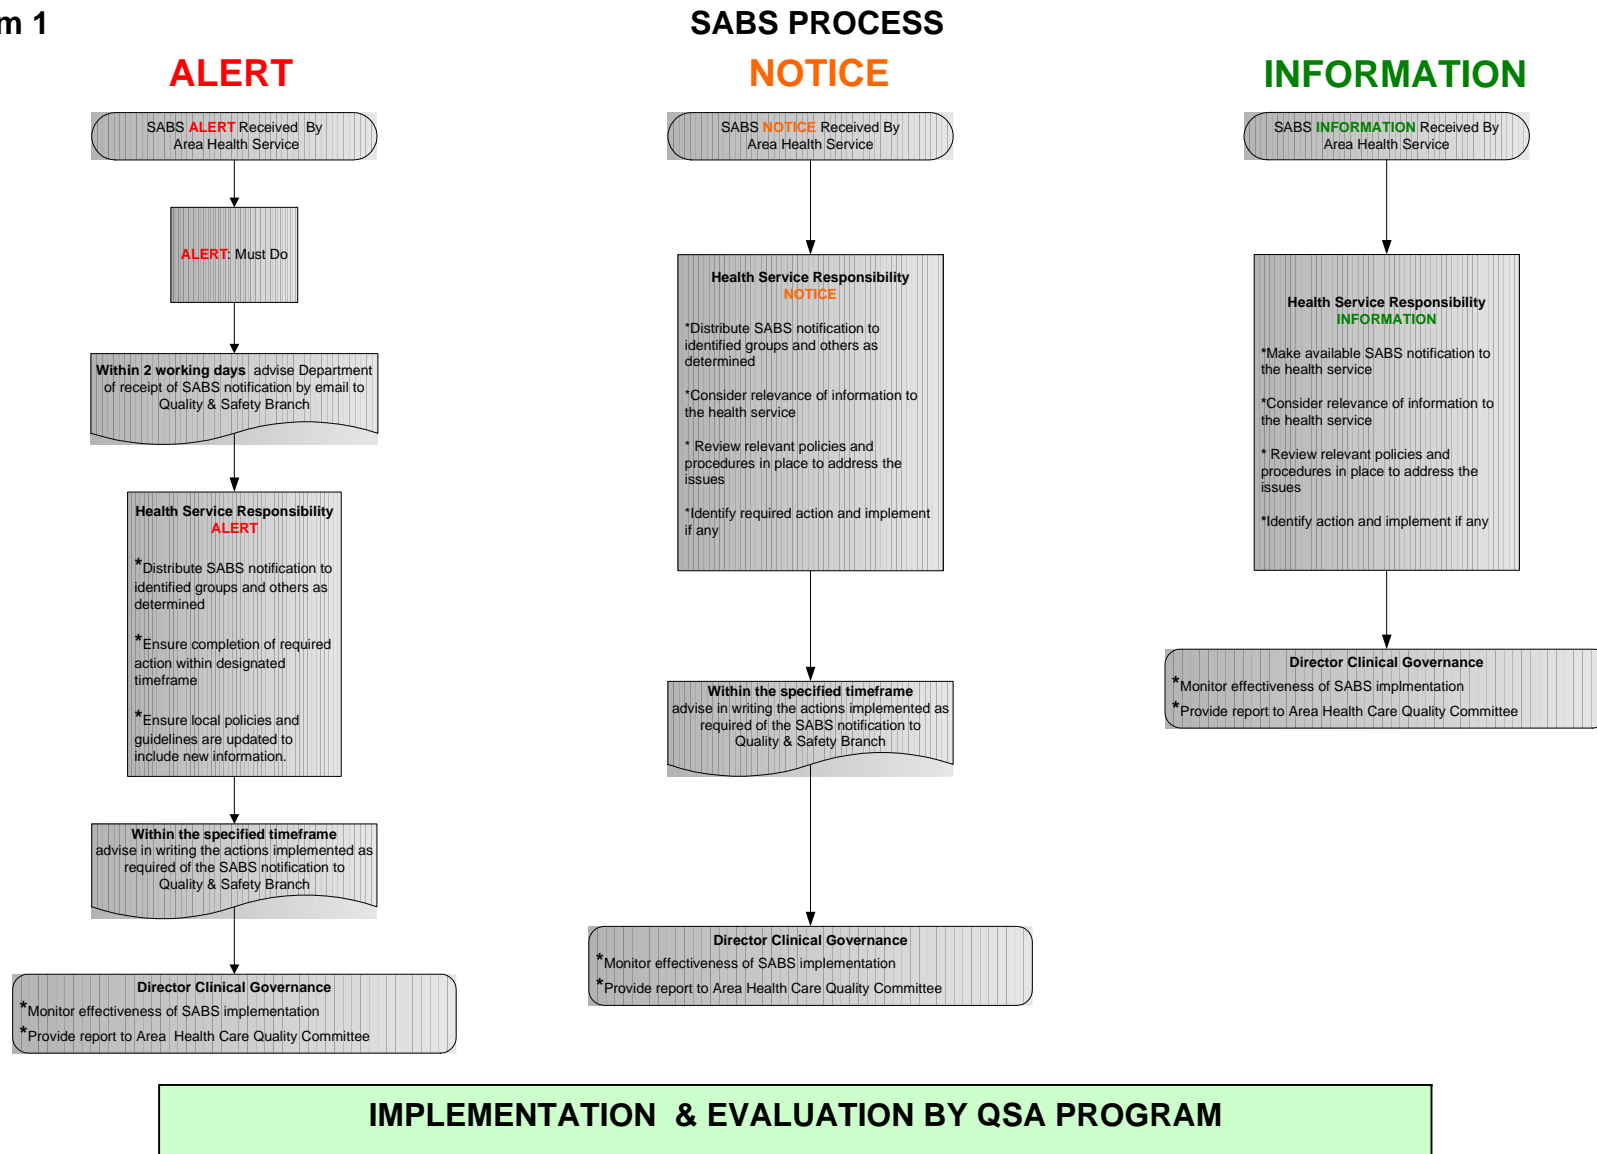 m 1
SABS PROCESS
ALERT
SABS ALERT Received By
Area Health Service
ALERT: Must Do
Within 2 working days advise Department
of receipt of SABS notification by email to
Quality & Safety Branch
Health Service Responsibility
ALERT
*Distribute SABS notification to
identified groups and others as
determined
*Ensure completion of required
action within designated
timeframe
*Ensure local policies and
guidelines are updated to
include new information.
Within the specified timeframe
advise in writing the actions implemented as
required of the SABS notification to
Quality & Safety Branch
Director Clinical Governance
*Monitor effectiveness of SABS implementation
*Provide report to Area Health Care Quality Committee
NOTICE
SABS NOTICE Received By
Area Health Service
Health Service Responsibility
NOTICE
*Distribute SABS notification to
identified groups and others as
determined
*Consider relevance of information to
the health service
* Review relevant policies and
procedures in place to address the
issues
*Identify required action and implement
if any
Within the specified timeframe
advise in writing the actions implemented as
required of the SABS notification to
Quality & Safety Branch
Director Clinical Governance
*Monitor effectiveness of SABS implementation
*Provide report to Area Health Care Quality Committee
INFORMATION
SABS INFORMATION Received By
Area Health Service
Health Service Responsibility
INFORMATION
*Make available SABS notification to
the health service
*Consider relevance of information to
the health service
* Review relevant policies and
procedures in place to address the
issues
*Identify action and implement if any
Director Clinical Governance
*Monitor effectiveness of SABS implmentation
*Provide report to Area Health Care Quality Committee
IMPLEMENTATION & EVALUATION BY QSA PROGRAM